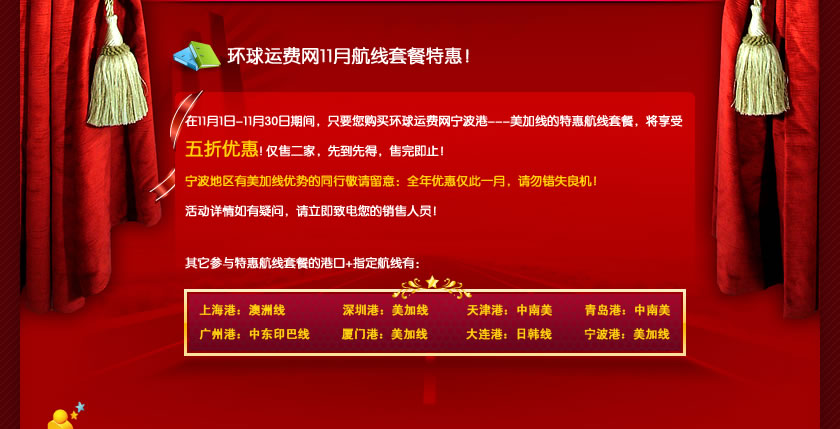 环球运费网11月航线套餐特惠！
在11月1日-11月30日期间，只要您购买环球运费网宁波港---美加线的特惠航线套餐，将享受
五折优惠！仅售二家，先到先得，售完即止！
宁波地区有美加线优势的同行敬请留意：全年优惠仅此一月，请勿错失良机！
活动详情如有疑问，请立即致电您的销售人员！
其它参与特惠航线套餐的港口+指定航线有：
上海港：澳洲线 深圳港：美加线 天津港：中南美 青岛港：中南美
广州港：中东印巴线 厦门港：美加线 大连港：日韩线 宁波港：美加线